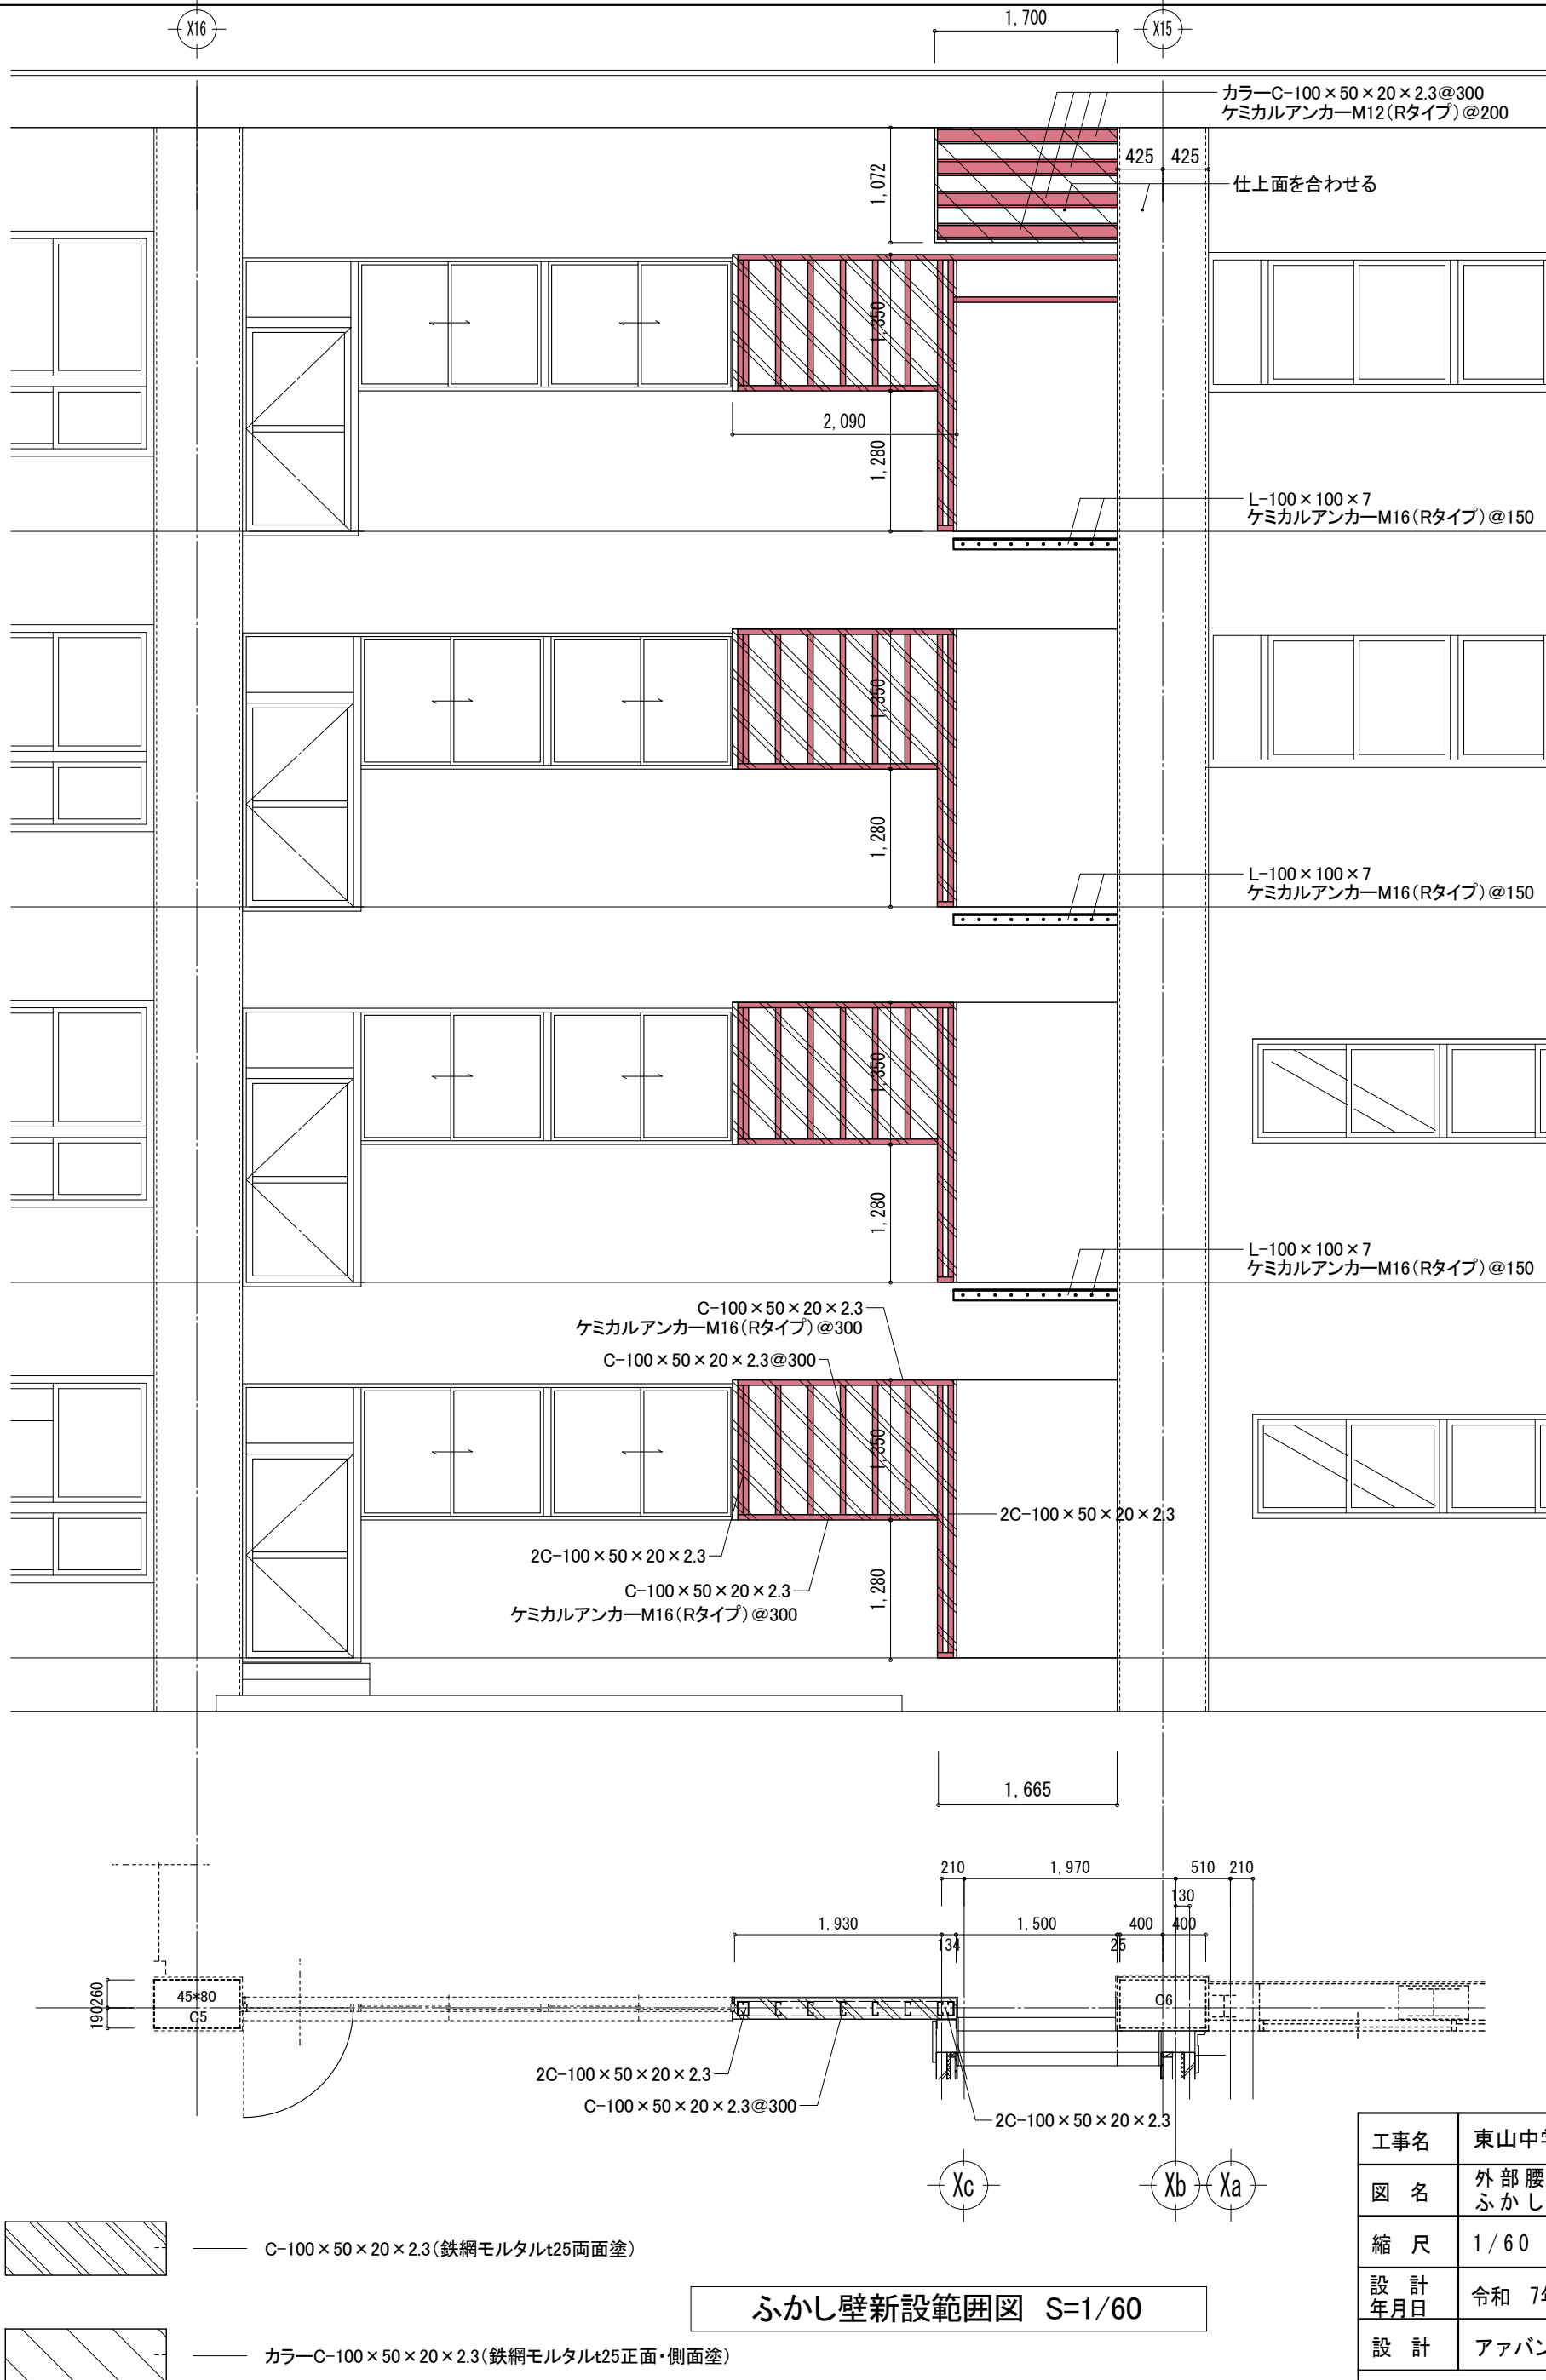 X16
1,700
X15
カラーC-100×50×20×2.3@300
ケミカルアンカーM12(Rタイプ)@200
425 425
1,072
仕上面を合わせる
1,350
2,090
1,280
L-100×100×7
ケミカルアンカーM16(Rタイプ)@150
1,350
1,280
L-100×100×7
ケミカルアンカーM16(Rタイプ)@150
1,350
1,280
L-100×100×7
ケミカルアンカーM16(Rタイプ)@150
C-100×50×20×2.3
ケミカルアンカーM16(Rタイプ)@300
C-100×50×20×2.3@300
1,350
2C-100×50×20×2.3
2C-100×50×20×2.3
C-100×50×20×2.3
ケミカルアンカーM16(Rタイプ)@300
1,280
1,665
210 1,970 510 210
130
1,930 1,500 400 400
134 25
190 260
45*80
C5
C6
2C-100×50×20×2.3
C-100×50×20×2.3@300
2C-100×50×20×2.3
Xc Xb Xa
C-100×50×20×2.3(鉄網モルタルt25両面塗)
ふかし壁新設範囲図 S=1/60
カラーC-100×50×20×2.3(鉄網モルタルt25正面・側面塗)
工事名 東山中
図名 外部腰
ふかし
縮尺 1/60
設計
年月日 令和 7
設計 アァバン